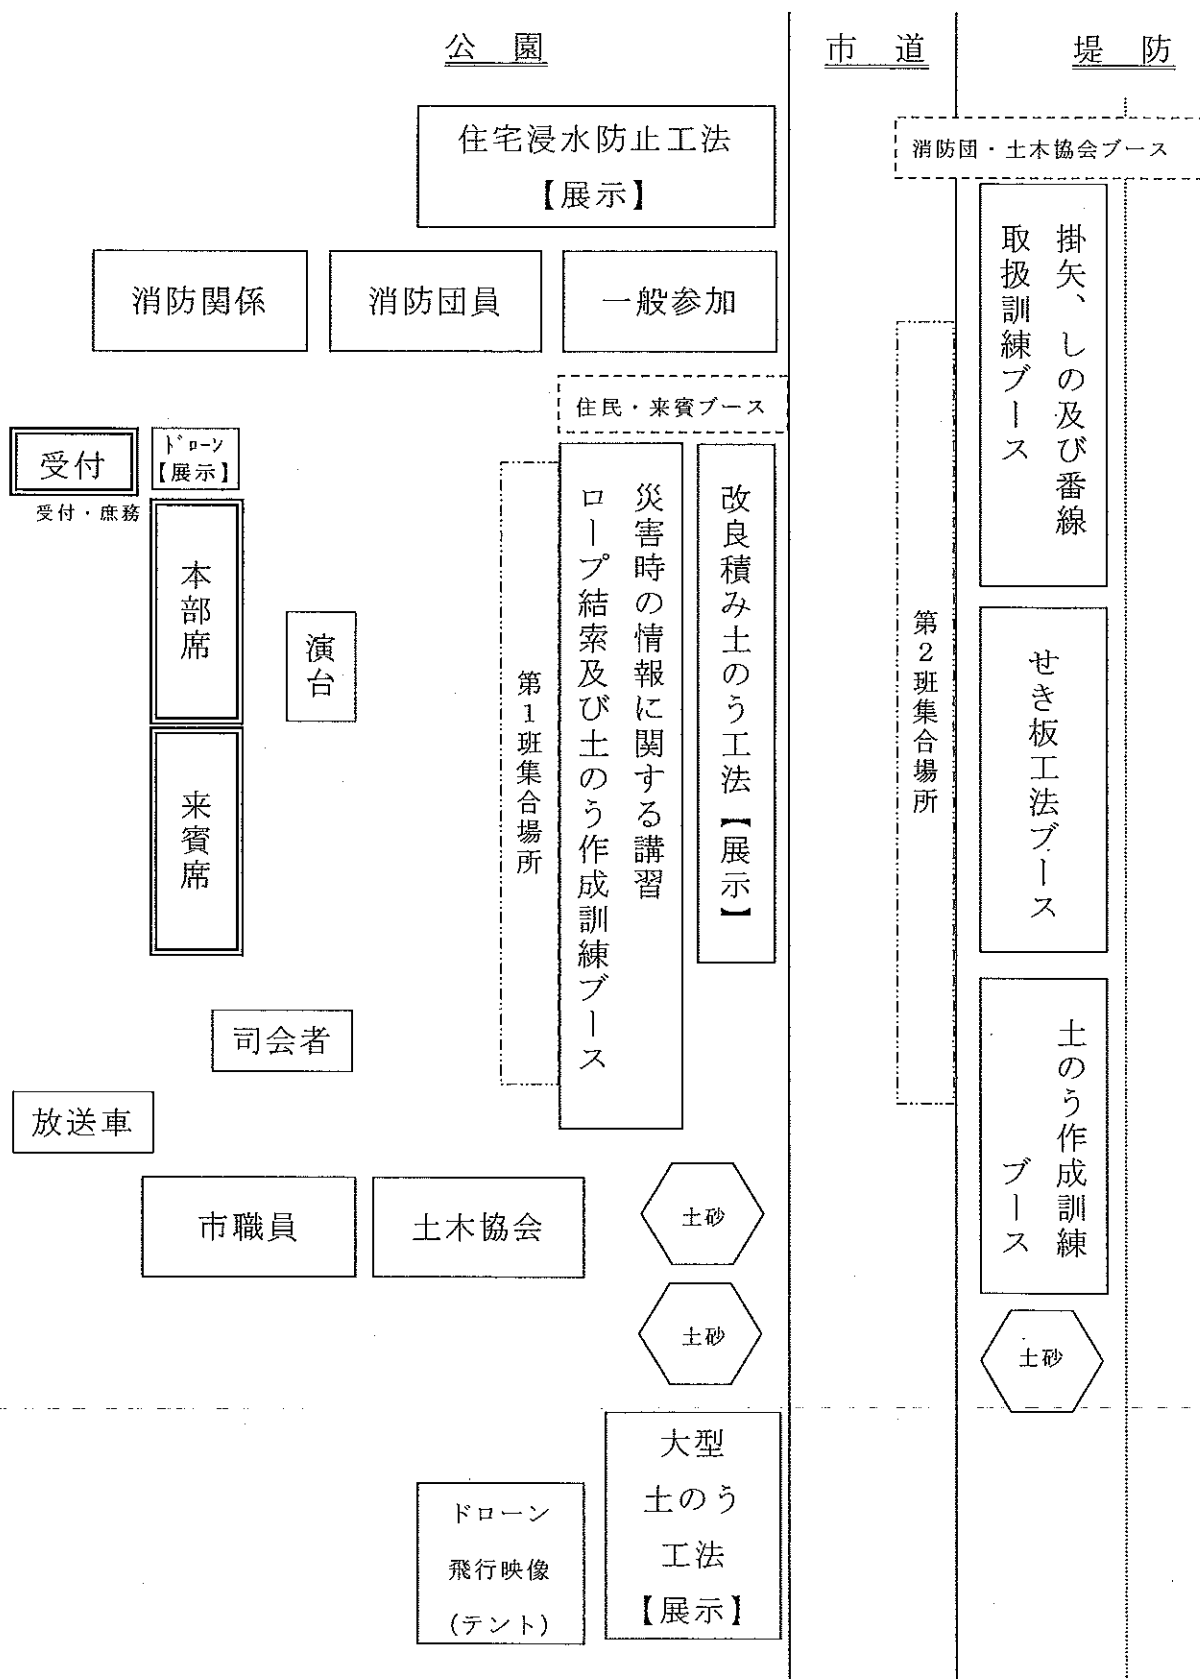 公園
市道
堤防
住宅浸水防止工法
【展示】
消防団・土木協会ブース
消防関係
消防団員
一般参加
掛矢、しの及び番線
取扱訓練ブース
住民・来賓ブース
受付
受付・庶務
ドローン
【展示】
本部席
演台
来賓席
第1班集合場所
災害時の情報に関する講習
ロープ結索及び土のう作成訓練ブース
改良積み土のう工法【展示】
第2班集合場所
せき板工法ブース
司会者
放送車
土のう作成訓練
ブース
市職員
土木協会
土砂
土砂
土砂
大型
土のう
工法
【展示】
ドローン
飛行映像
(テント)